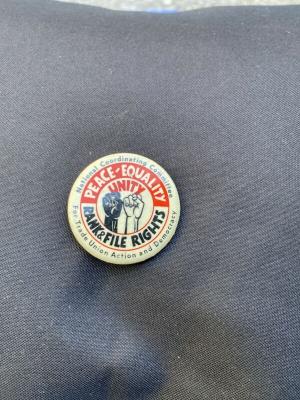 National Coordinating Committee
PEACE-EQUALITY
UNITY
RANK & FILE RIGHTS
For Trade Union Action and Democracy